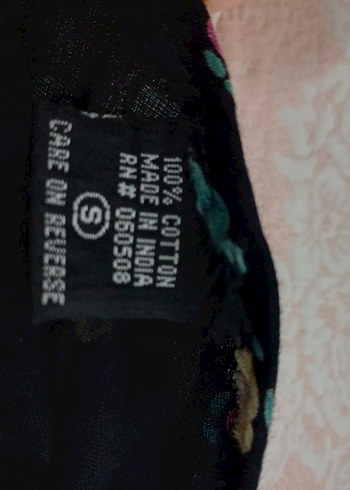 100% COTTON
MADE IN INDIA
RN# 060508
S
CARE ON REVERSE